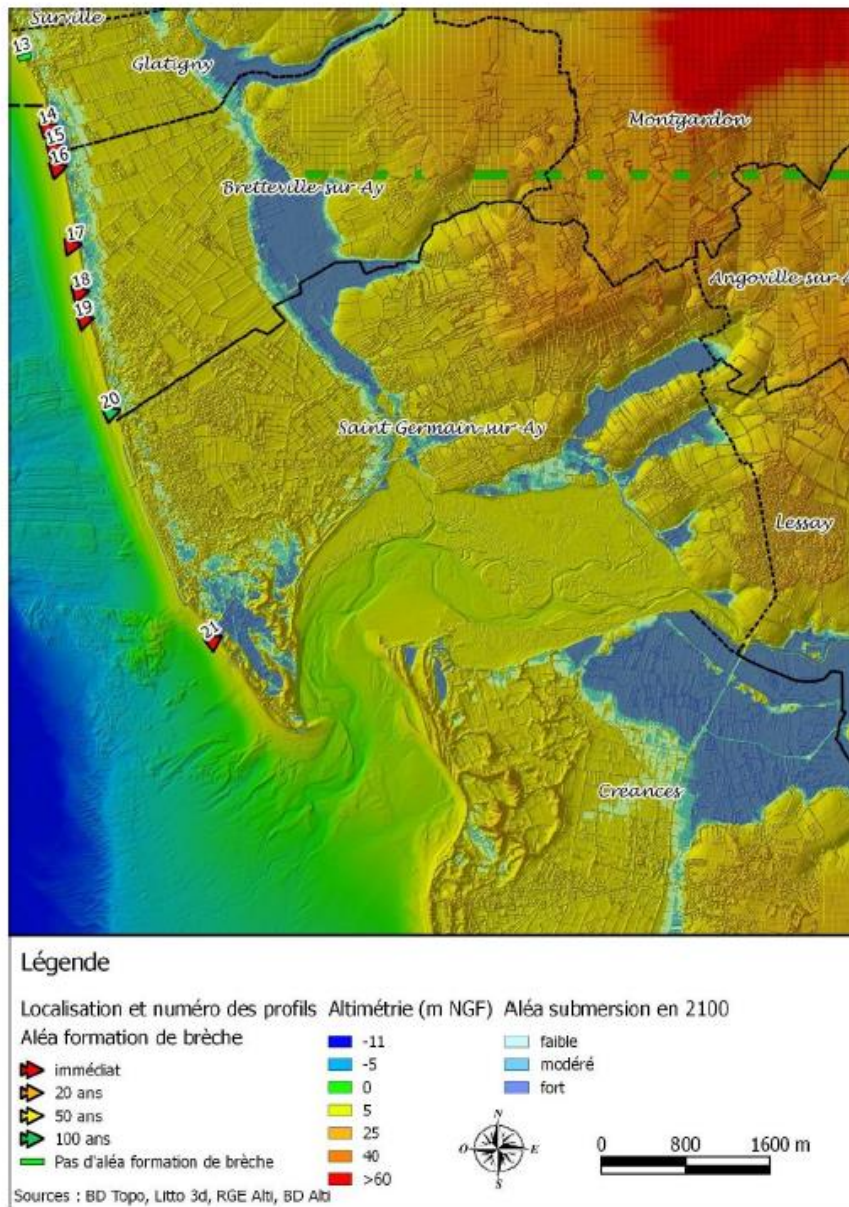 Surville
13
Glatigny
14
Montgardon
15
16
Bretteville-sur-Ay
17
18
Angoville-sur-A
19
20
Saint Germain-sur-Ay
Lessay
21
Créances
Légende
Localisation et numéro des profils
Aléa formation de brèche
immédiat
20 ans
50 ans
100 ans
Pas d'aléa formation de brèche
Altimétrie (m NGF)
-11
-5
0
5
25
40
>60
Aléa submersion en 2100
faible
modéré
fort
N
O E
S
0 800 1600 m
Sources : BD Topo, Litto 3d, RGE Alti, BD Alti